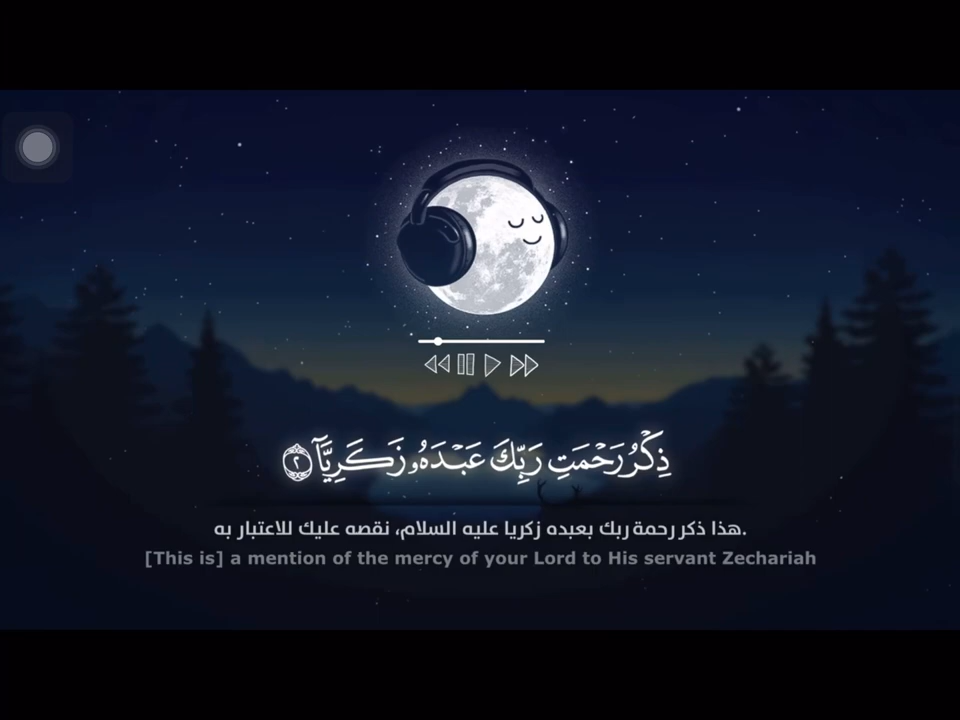 ذِكْرُ رَحْمَتِ رَبِّكَ عَبْدَهُۥ زَكَرِيَّآ ٢
هذا ذكر رحمة ربك بعبده زكريا عليه السلام، نقصه عليك للاعتبار به.
[This is] a mention of the mercy of your Lord to His servant Zechariah